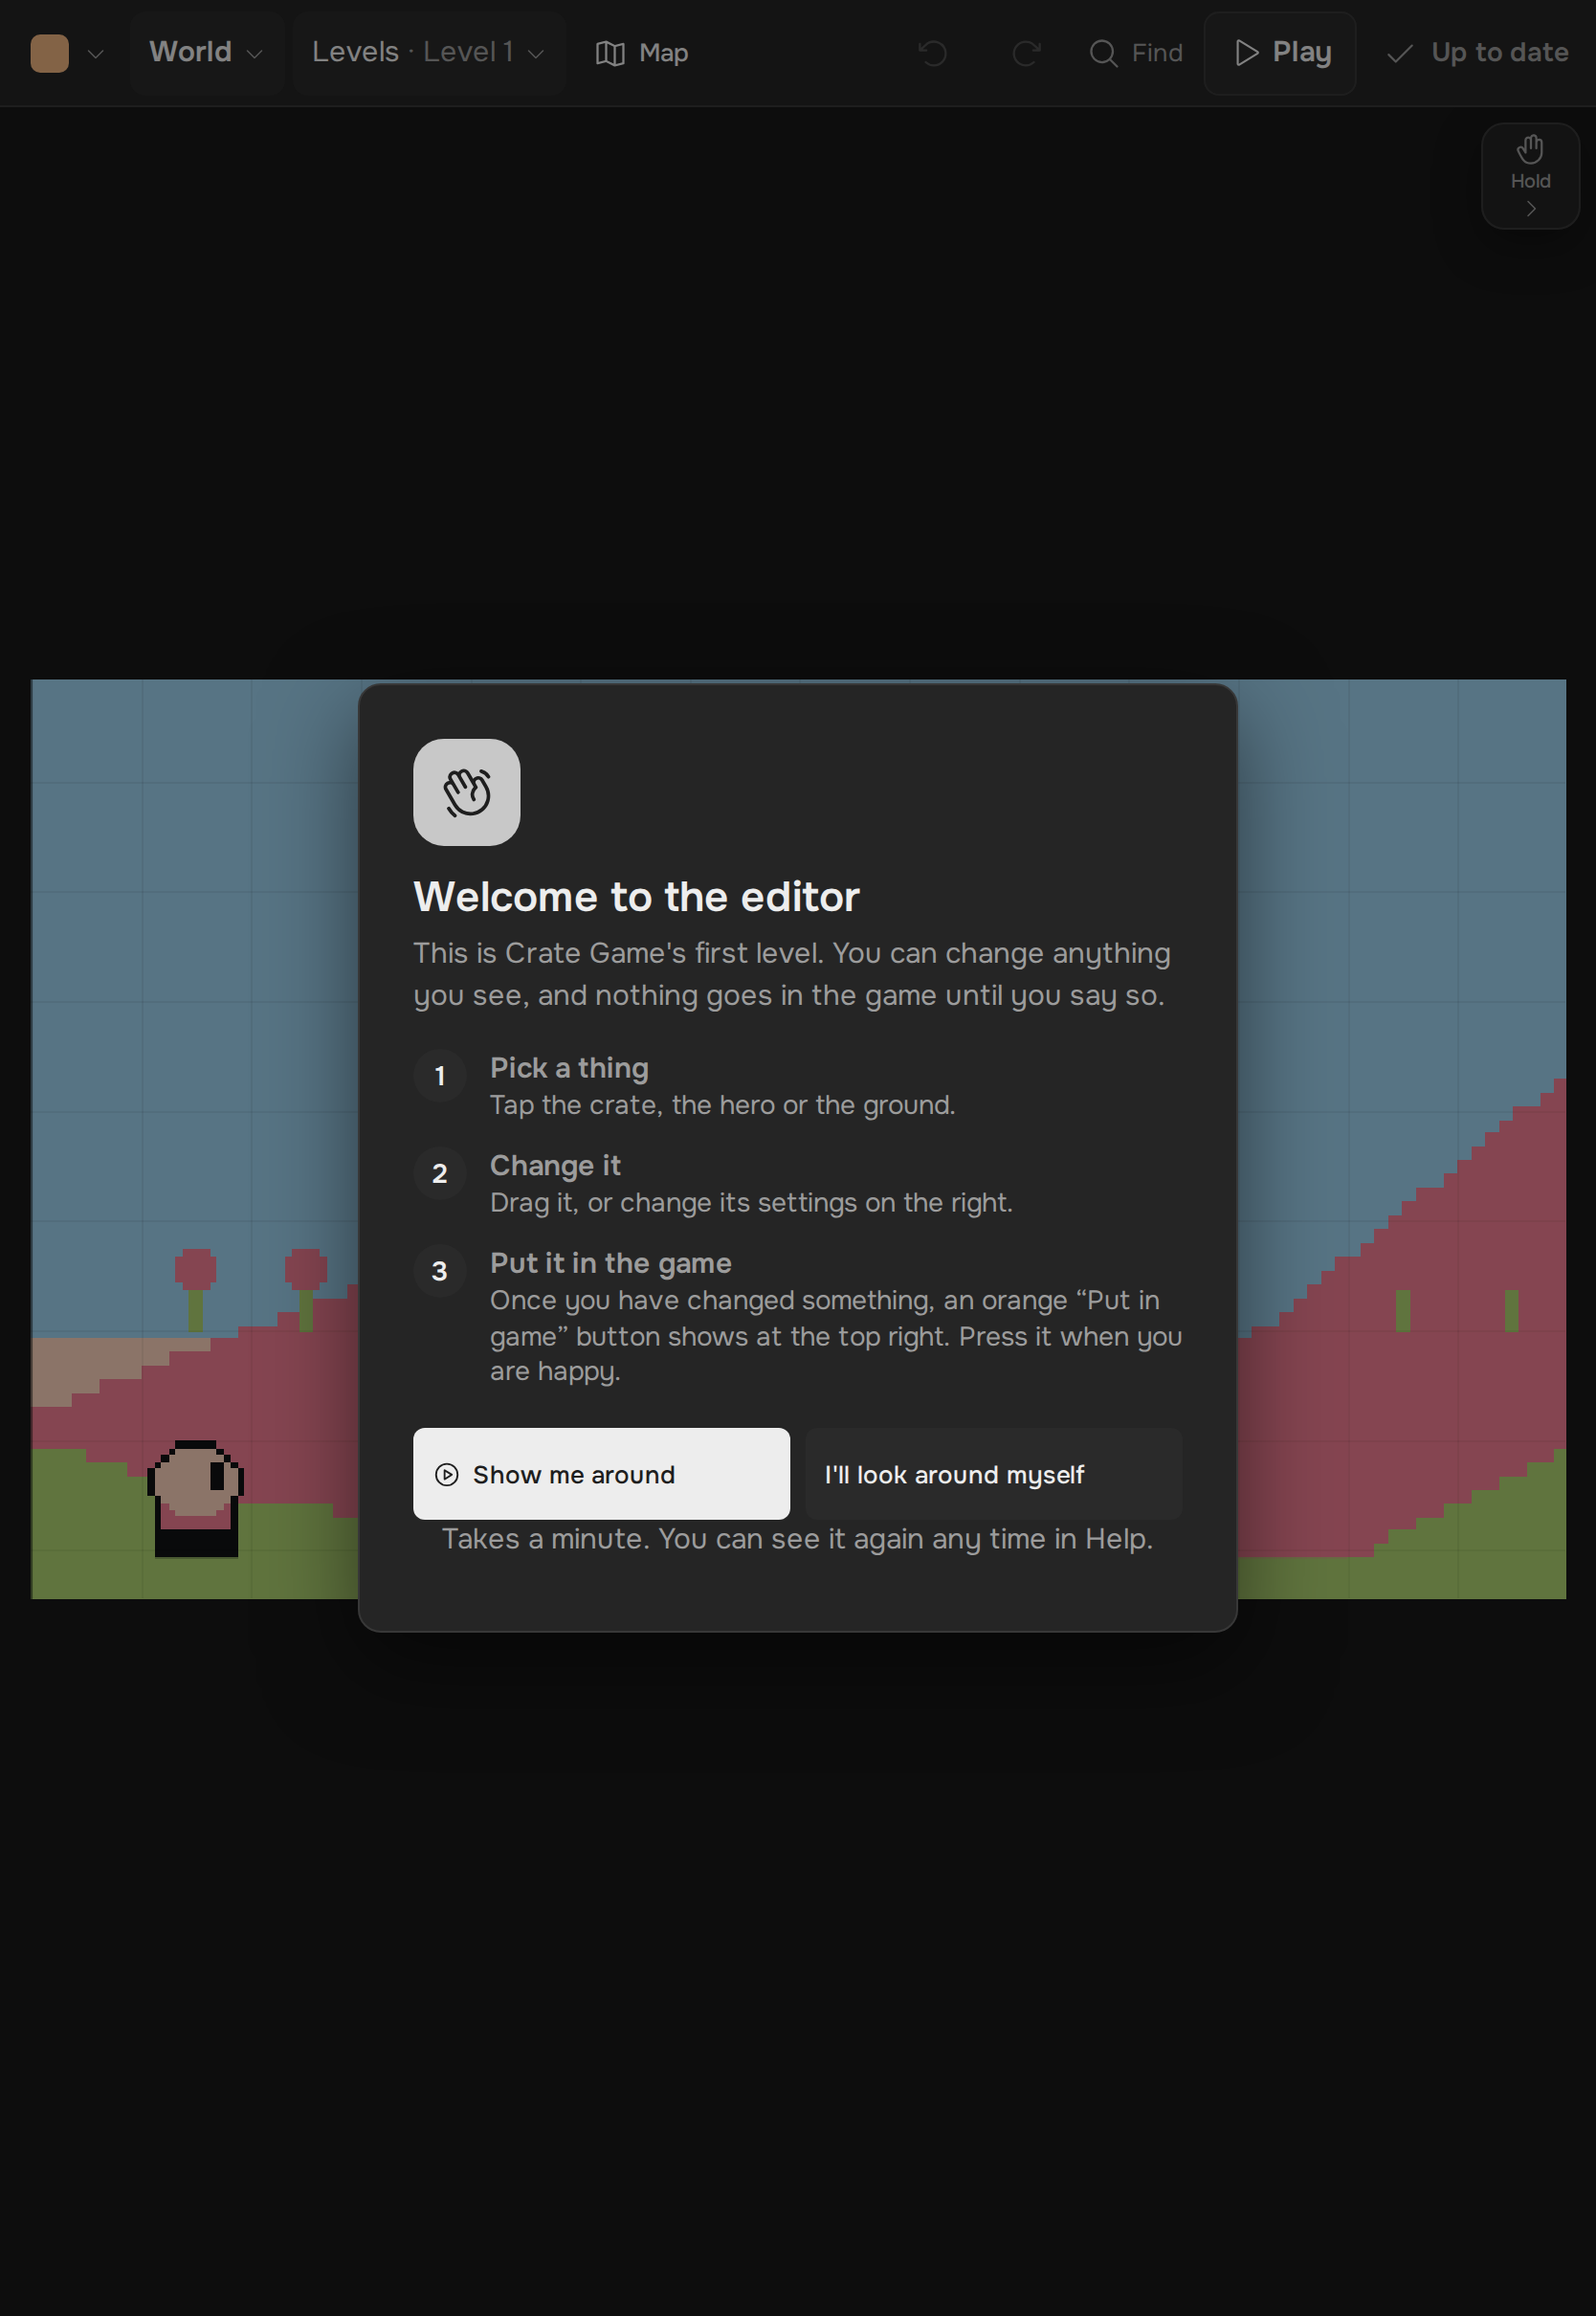 World
Levels · Level 1
Map
Find
Play
Up to date
Hold
Welcome to the editor
This is Crate Game's first level. You can change anything
you see, and nothing goes in the game until you say so.
1
Pick a thing
Tap the crate, the hero or the ground.
2
Change it
Drag it, or change its settings on the right.
3
Put it in the game
Once you have changed something, an orange “Put in
game” button shows at the top right. Press it when you
are happy.
Show me around
I'll look around myself
Takes a minute. You can see it again any time in Help.